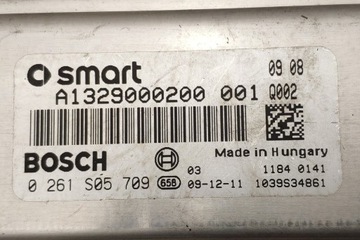 smart 09 08
A1329000200 001 Q002
BOSCH 03 Made in Hungary
1184 0141
0 261 S05 709 656 09-12-11 1039S34861